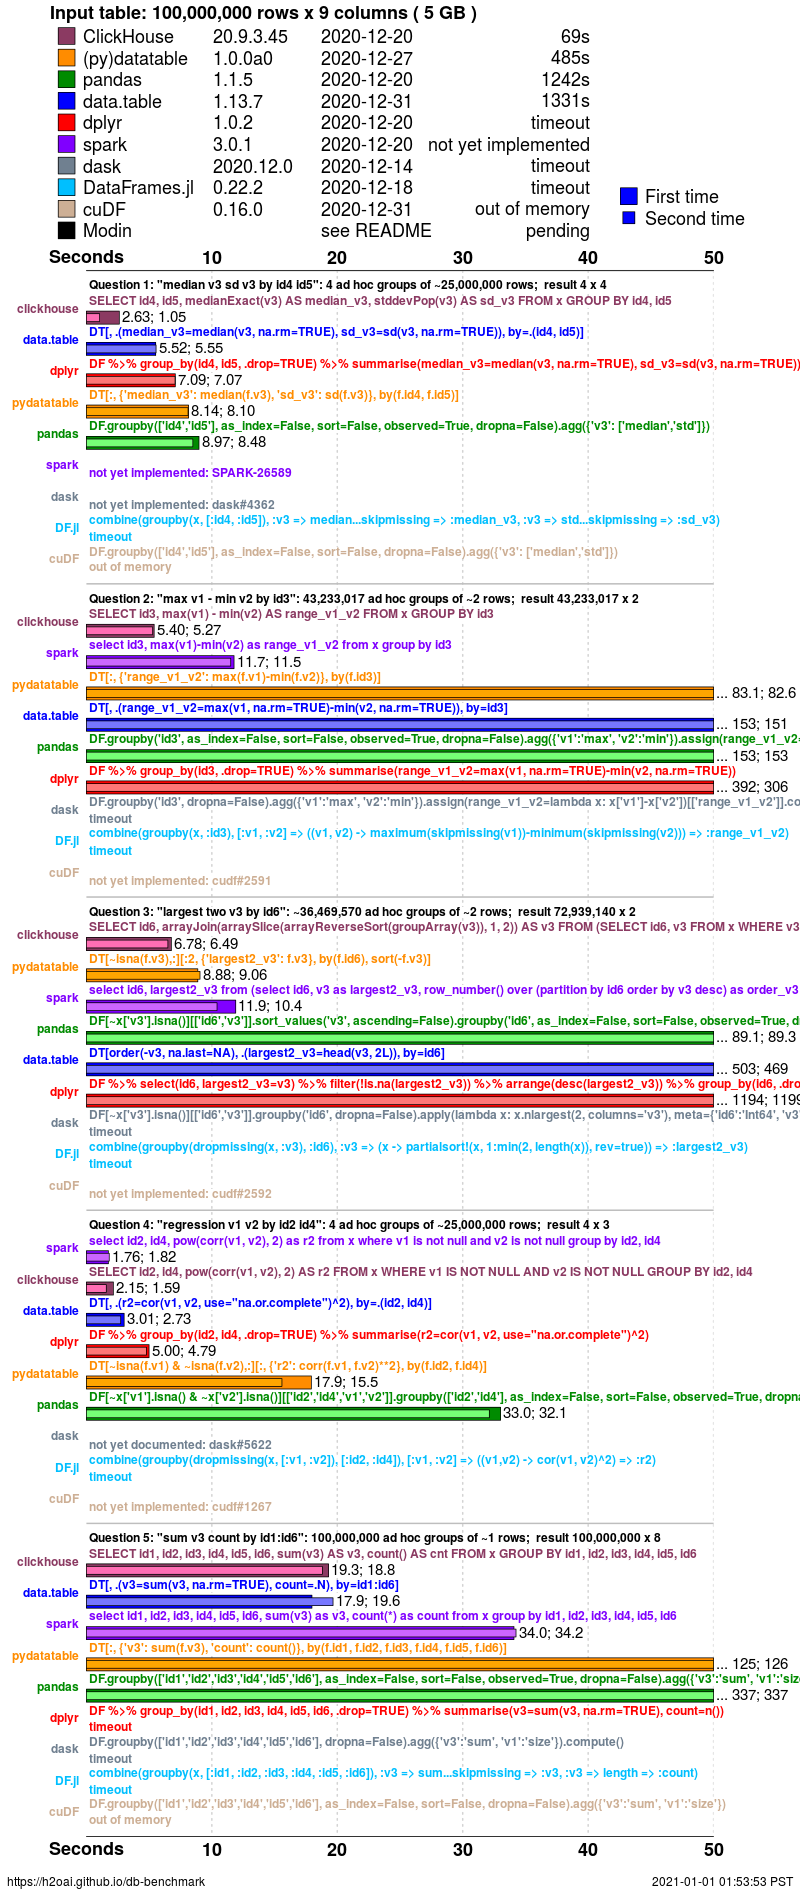 Input table: 100,000,000 rows x 9 columns ( 5 GB )
ClickHouse 20.9.3.45 2020-12-20 69s
(py)datatable 1.0.0a0 2020-12-27 485s
pandas 1.1.5 2020-12-20 1242s
data.table 1.13.7 2020-12-31 1331s
dplyr 1.0.2 2020-12-20 timeout
spark 3.0.1 2020-12-20 not yet implemented
dask 2020.12.0 2020-12-14 timeout
DataFrames.jl 0.22.2 2020-12-18 timeout
cuDF 0.16.0 2020-12-31 out of memory
Modin see README pending
First time
Second time
Seconds 10 20 30 40 50
Question 1: "median v3 sd v3 by id4 id5": 4 ad hoc groups of ~25,000,000 rows; result 4 x 4
SELECT id4, id5, medianExact(v3) AS median_v3, stddevPop(v3) AS sd_v3 FROM x GROUP BY id4, id5
clickhouse 2.63; 1.05
DT[, .(median_v3=median(v3, na.rm=TRUE), sd_v3=sd(v3, na.rm=TRUE)), by=.(id4, id5)]
data.table 5.52; 5.55
DF %>% group_by(id4, id5, .drop=TRUE) %>% summarise(median_v3=median(v3, na.rm=TRUE), sd_v3=sd(v3, na.rm=TRUE))
dplyr 7.09; 7.07
DT[:, {'median_v3': median(f.v3), 'sd_v3': sd(f.v3)}, by(f.id4, f.id5)]
pydatatable 8.14; 8.10
DF.groupby(['id4','id5'], as_index=False, sort=False, observed=True, dropna=False).agg({'v3': ['median','std']})
pandas 8.97; 8.48
spark
not yet implemented: SPARK-26589
dask
not yet implemented: dask#4362
combine(groupby(x, [:id4, :id5]), :v3 => median...skipmissing => :median_v3, :v3 => std...skipmissing => :sd_v3)
DF.jl timeout
DF.groupby(['id4','id5'], as_index=False, sort=False, dropna=False).agg({'v3': ['median','std']})
cuDF out of memory
Question 2: "max v1 - min v2 by id3": 43,233,017 ad hoc groups of ~2 rows; result 43,233,017 x 2
SELECT id3, max(v1) - min(v2) AS range_v1_v2 FROM x GROUP BY id3
clickhouse 5.40; 5.27
select id3, max(v1)-min(v2) as range_v1_v2 from x group by id3
spark 11.7; 11.5
DT[:, {'range_v1_v2': max(f.v1)-min(f.v2)}, by(f.id3)]
pydatatable ... 83.1; 82.6
DT[, .(range_v1_v2=max(v1, na.rm=TRUE)-min(v2, na.rm=TRUE)), by=id3]
data.table ... 153; 151
DF.groupby('id3', as_index=False, sort=False, observed=True, dropna=False).agg({'v1':'max', 'v2':'min'}).assign(range_v1_v2=
pandas ... 153; 153
DF %>% group_by(id3, .drop=TRUE) %>% summarise(range_v1_v2=max(v1, na.rm=TRUE)-min(v2, na.rm=TRUE))
dplyr ... 392; 306
DF.groupby('id3', dropna=False).agg({'v1':'max', 'v2':'min'}).assign(range_v1_v2=lambda x: x['v1']-x['v2'])[['range_v1_v2']].co
dask timeout
combine(groupby(x, :id3), [:v1, :v2] => ((v1, v2) -> maximum(skipmissing(v1))-minimum(skipmissing(v2))) => :range_v1_v2)
DF.jl timeout
cuDF
not yet implemented: cudf#2591
Question 3: "largest two v3 by id6": ~36,469,570 ad hoc groups of ~2 rows; result 72,939,140 x 2
SELECT id6, arrayJoin(arraySlice(arrayReverseSort(groupArray(v3)), 1, 2)) AS v3 FROM (SELECT id6, v3 FROM x WHERE v3
clickhouse 6.78; 6.49
DT[~isna(f.v3),:][:2, {'largest2_v3': f.v3}, by(f.id6), sort(-f.v3)]
pydatatable 8.88; 9.06
select id6, largest2_v3 from (select id6, v3 as largest2_v3, row_number() over (partition by id6 order by v3 desc) as order_v3
spark 11.9; 10.4
DF[~x['v3'].isna()][['id6','v3']].sort_values('v3', ascending=False).groupby('id6', as_index=False, sort=False, observed=True, d
pandas ... 89.1; 89.3
DT[order(-v3, na.last=NA), .(largest2_v3=head(v3, 2L)), by=id6]
data.table ... 503; 469
DF %>% select(id6, largest2_v3=v3) %>% filter(!is.na(largest2_v3)) %>% arrange(desc(largest2_v3)) %>% group_by(id6, .dro
dplyr ... 1194; 1199
DF[~x['v3'].isna()][['id6','v3']].groupby('id6', dropna=False).apply(lambda x: x.nlargest(2, columns='v3'), meta={'id6':'Int64', 'v3'
dask timeout
combine(groupby(dropmissing(x, :v3), :id6), :v3 => (x -> partialsort!(x, 1:min(2, length(x)), rev=true)) => :largest2_v3)
DF.jl timeout
cuDF
not yet implemented: cudf#2592
Question 4: "regression v1 v2 by id2 id4": 4 ad hoc groups of ~25,000,000 rows; result 4 x 3
select id2, id4, pow(corr(v1, v2), 2) as r2 from x where v1 is not null and v2 is not null group by id2, id4
spark 1.76; 1.82
SELECT id2, id4, pow(corr(v1, v2), 2) AS r2 FROM x WHERE v1 IS NOT NULL AND v2 IS NOT NULL GROUP BY id2, id4
clickhouse 2.15; 1.59
DT[, .(r2=cor(v1, v2, use="na.or.complete")^2), by=.(id2, id4)]
data.table 3.01; 2.73
DF %>% group_by(id2, id4, .drop=TRUE) %>% summarise(r2=cor(v1, v2, use="na.or.complete")^2)
dplyr 5.00; 4.79
DT[~isna(f.v1) & ~isna(f.v2),:][:, {'r2': corr(f.v1, f.v2)**2}, by(f.id2, f.id4)]
pydatatable 17.9; 15.5
DF[~x['v1'].isna() & ~x['v2'].isna()][['id2','id4','v1','v2']].groupby(['id2','id4'], as_index=False, sort=False, observed=True, dropna
pandas 33.0; 32.1
dask
not yet documented: dask#5622
combine(groupby(dropmissing(x, [:v1, :v2]), [:id2, :id4]), [:v1, :v2] => ((v1,v2) -> cor(v1, v2)^2) => :r2)
DF.jl timeout
cuDF
not yet implemented: cudf#1267
Question 5: "sum v3 count by id1:id6": 100,000,000 ad hoc groups of ~1 rows; result 100,000,000 x 8
SELECT id1, id2, id3, id4, id5, id6, sum(v3) AS v3, count() AS cnt FROM x GROUP BY id1, id2, id3, id4, id5, id6
clickhouse 19.3; 18.8
DT[, .(v3=sum(v3, na.rm=TRUE), count=.N), by=id1:id6]
data.table 17.9; 19.6
select id1, id2, id3, id4, id5, id6, sum(v3) as v3, count(*) as count from x group by id1, id2, id3, id4, id5, id6
spark 34.0; 34.2
DT[:, {'v3': sum(f.v3), 'count': count()}, by(f.id1, f.id2, f.id3, f.id4, f.id5, f.id6)]
pydatatable ... 125; 126
DF.groupby(['id1','id2','id3','id4','id5','id6'], as_index=False, sort=False, observed=True, dropna=False).agg({'v3':'sum', 'v1':'size
pandas ... 337; 337
DF %>% group_by(id1, id2, id3, id4, id5, id6, .drop=TRUE) %>% summarise(v3=sum(v3, na.rm=TRUE), count=n())
dplyr timeout
DF.groupby(['id1','id2','id3','id4','id5','id6'], dropna=False).agg({'v3':'sum', 'v1':'size'}).compute()
dask timeout
combine(groupby(x, [:id1, :id2, :id3, :id4, :id5, :id6]), :v3 => sum...skipmissing => :v3, :v3 => length => :count)
DF.jl timeout
DF.groupby(['id1','id2','id3','id4','id5','id6'], as_index=False, sort=False, dropna=False).agg({'v3':'sum', 'v1':'size'})
cuDF out of memory
Seconds 10 20 30 40 50
https://h2oai.github.io/db-benchmark 2021-01-01 01:53:53 PST